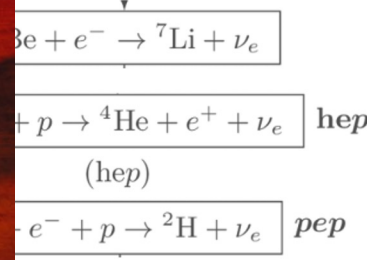 Be + e⁻ → ⁷Li + νₑ
+ p → ⁴He + e⁺ + νₑ hep
(hep)
- e⁻ + p → ²H + νₑ pep